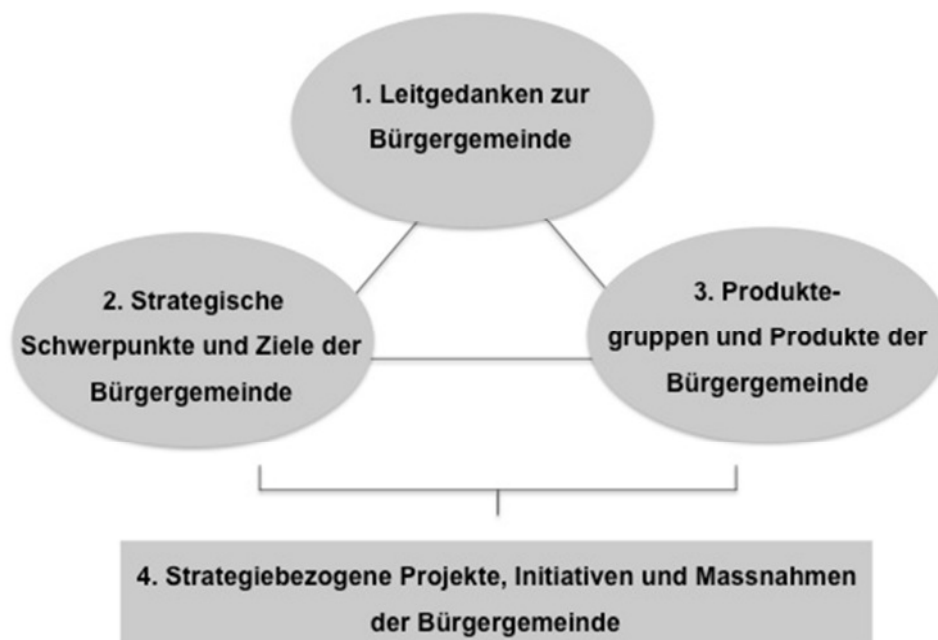 1. Leitgedanken zur
Bürgergemeinde
2. Strategische
Schwerpunkte und Ziele der
Bürgergemeinde
3. Produkte-
gruppen und Produkte der
Bürgergemeinde
4. Strategiebezogene Projekte, Initiativen und Massnahmen
der Bürgergemeinde